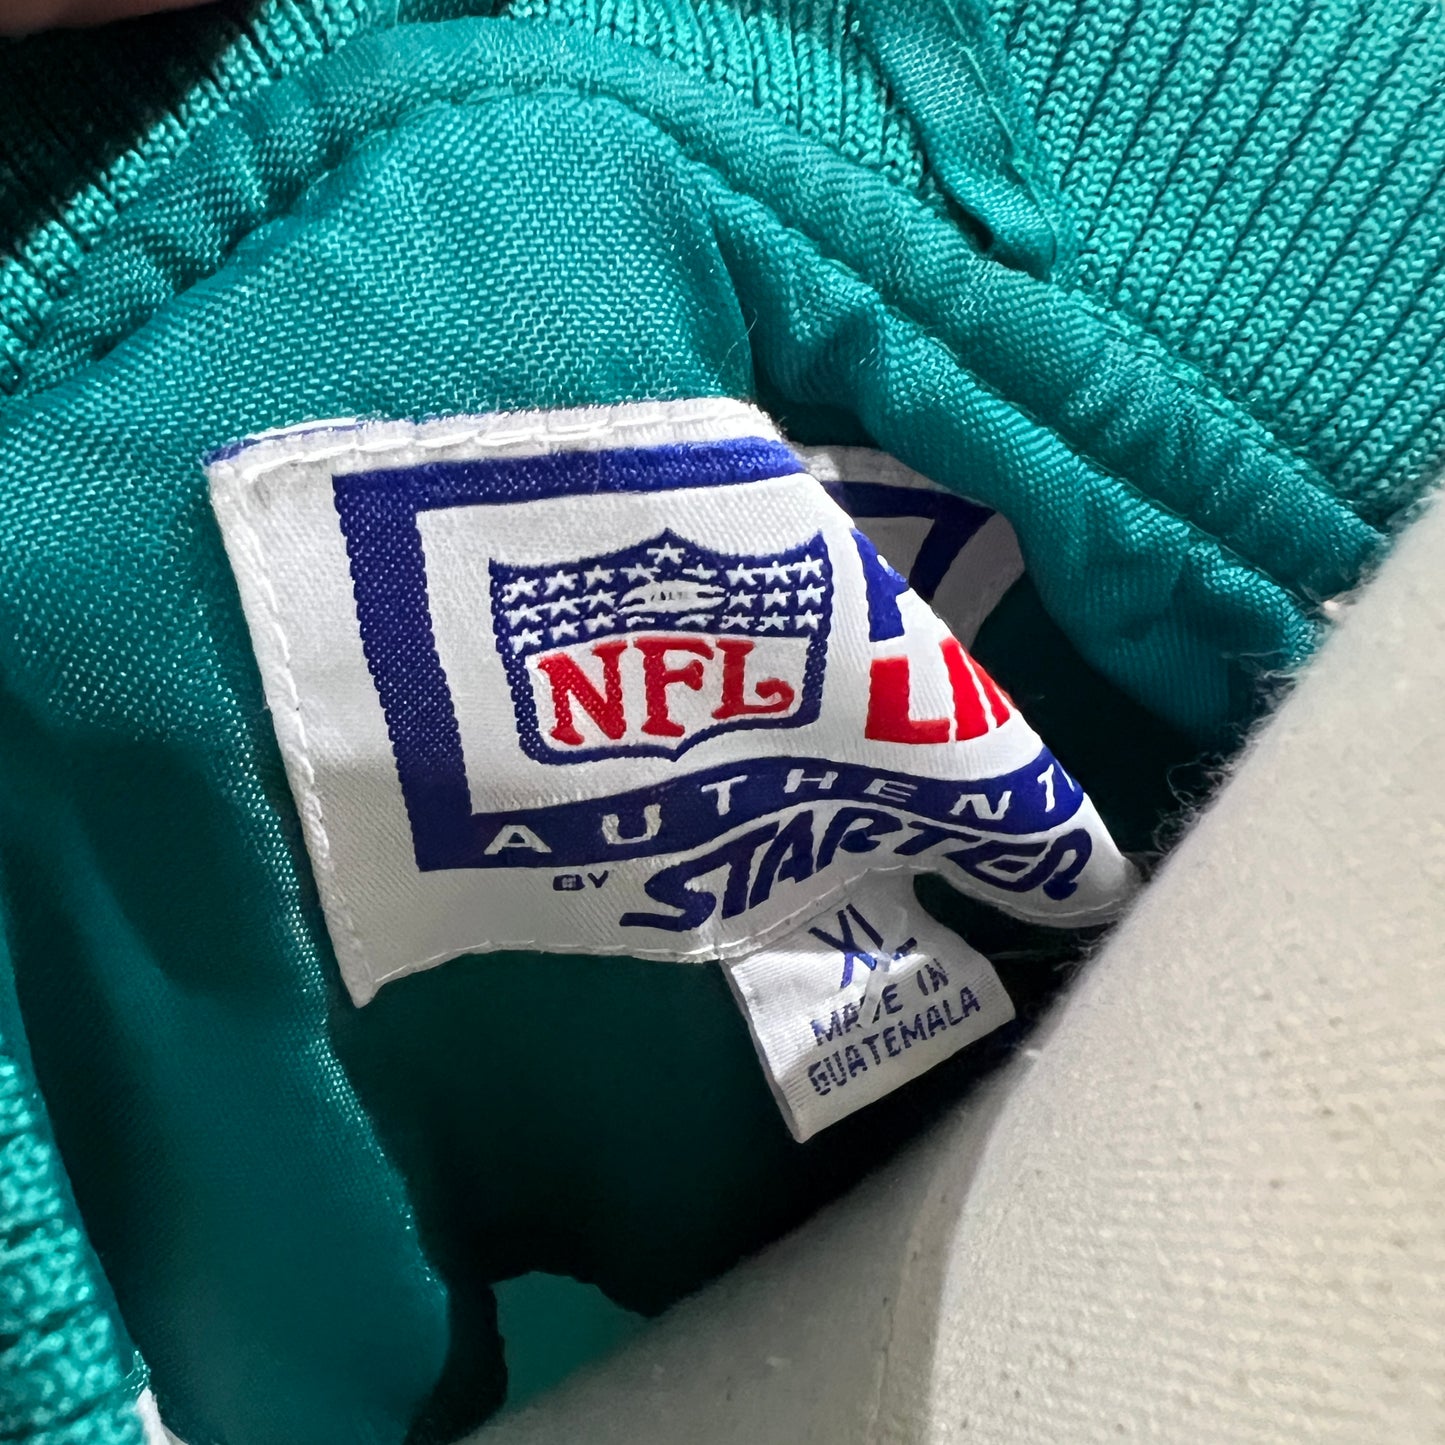 NFL
AUTHENTI
BY STARTER
XL
MADE IN
GUATEMALA